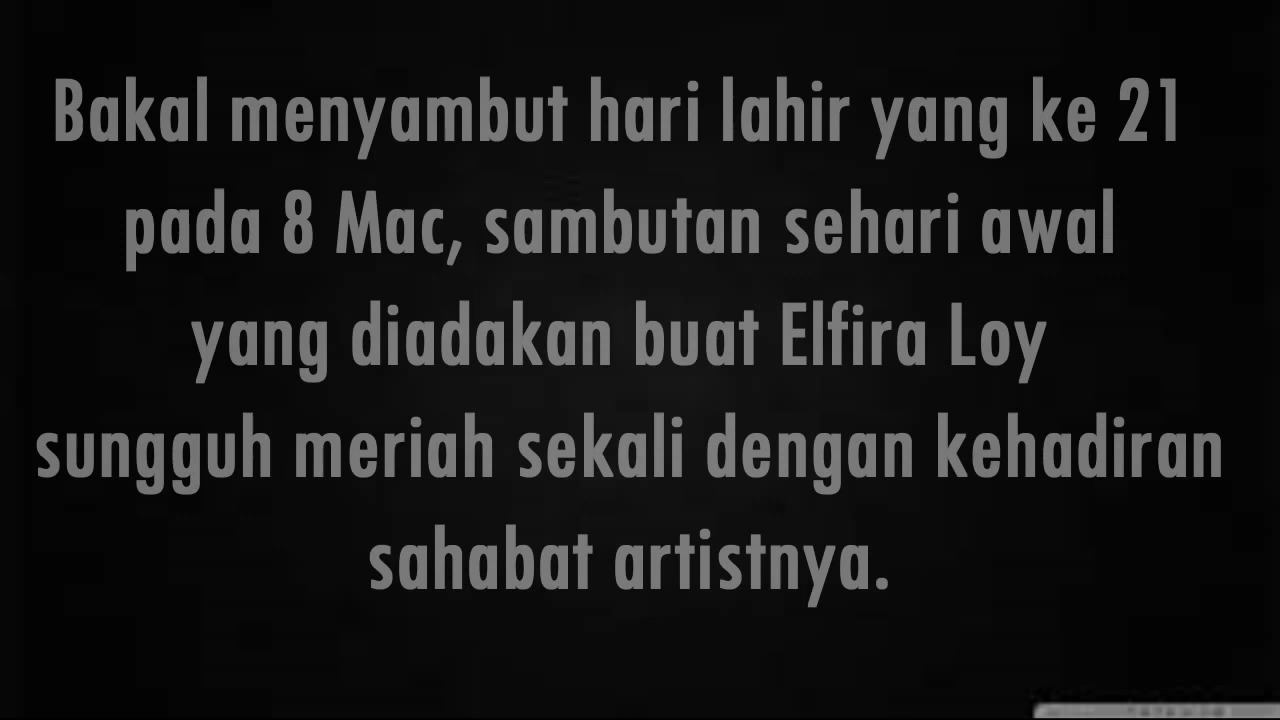 Bakal menyambut hari lahir yang ke 21
pada 8 Mac, sambutan sehari awal
yang diadakan buat Elfira Loy
sungguh meriah sekali dengan kehadiran
sahabat artistnya.